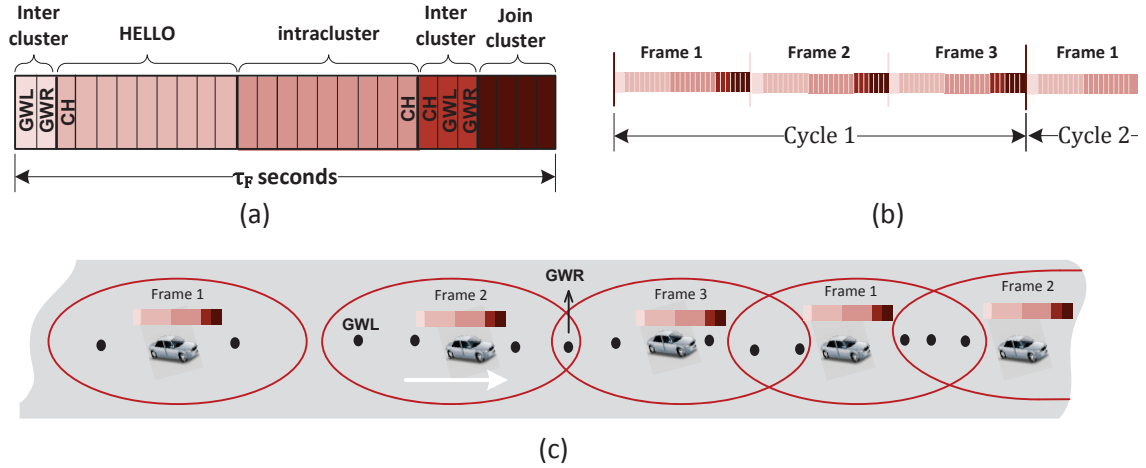 Inter
cluster
HELLO
intracluster
Inter
cluster
Join
cluster
GWL
GWR
CH
CH
CH
GWL
GWR
τF seconds
(a)
Frame 1
Frame 2
Frame 3
Frame 1
Cycle 1
Cycle 2
(b)
GWR
Frame 1
Frame 2
Frame 3
Frame 1
Frame 2
GWL
(c)